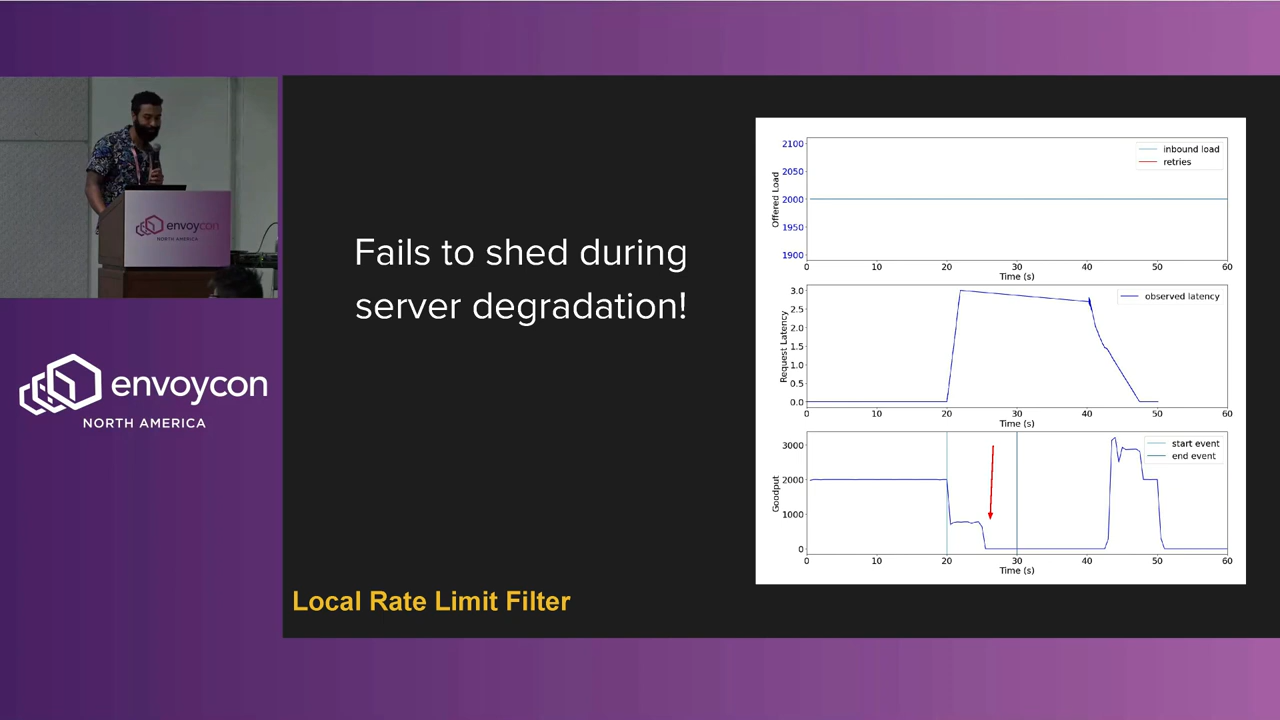 envoycon
NORTH AMERICA
envoycon
NORTH AMERICA
Fails to shed during
server degradation!
Local Rate Limit Filter
Offered Load
2100
2050
2000
1950
1900
inbound load
retries
0 10 20 30 40 50 60
Time (s)
Request Latency
3.0
2.5
2.0
1.5
1.0
0.5
0.0
observed latency
0 10 20 30 40 50 60
Time (s)
Goodput
3000
2000
1000
0
start event
end event
0 10 20 30 40 50 60
Time (s)